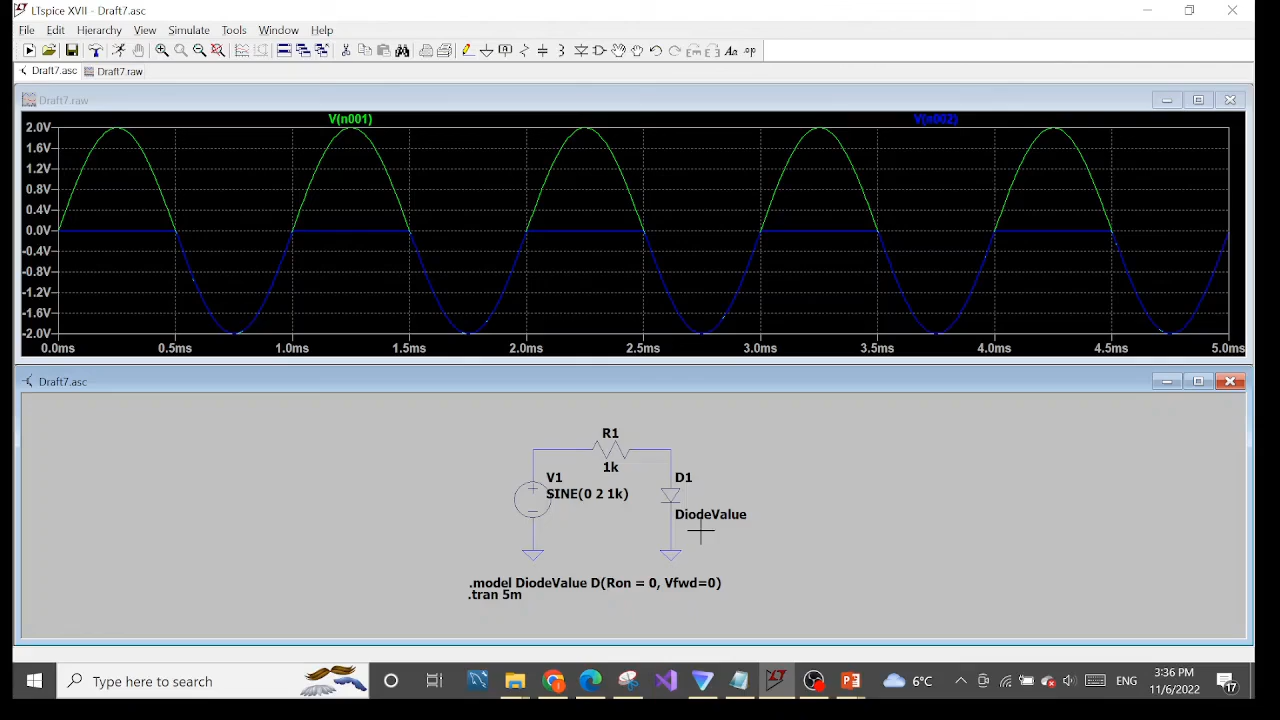 LTspice XVII - Draft7.asc
File Edit Hierarchy View Simulate Tools Window Help
Aa .op
Draft7.asc Draft7.raw
Draft7.raw
V(n001) V(n002)
2.0V
1.6V
1.2V
0.8V
0.4V
0.0V
-0.4V
-0.8V
-1.2V
-1.6V
-2.0V
0.0ms 0.5ms 1.0ms 1.5ms 2.0ms 2.5ms 3.0ms 3.5ms 4.0ms 4.5ms 5.0ms
Draft7.asc
R1
1k
V1
SINE(0 2 1k)
D1
DiodeValue
.model DiodeValue D(Ron = 0, Vfwd=0)
.tran 5m
Type here to search
6°C
ENG
3:36 PM
11/6/2022
17